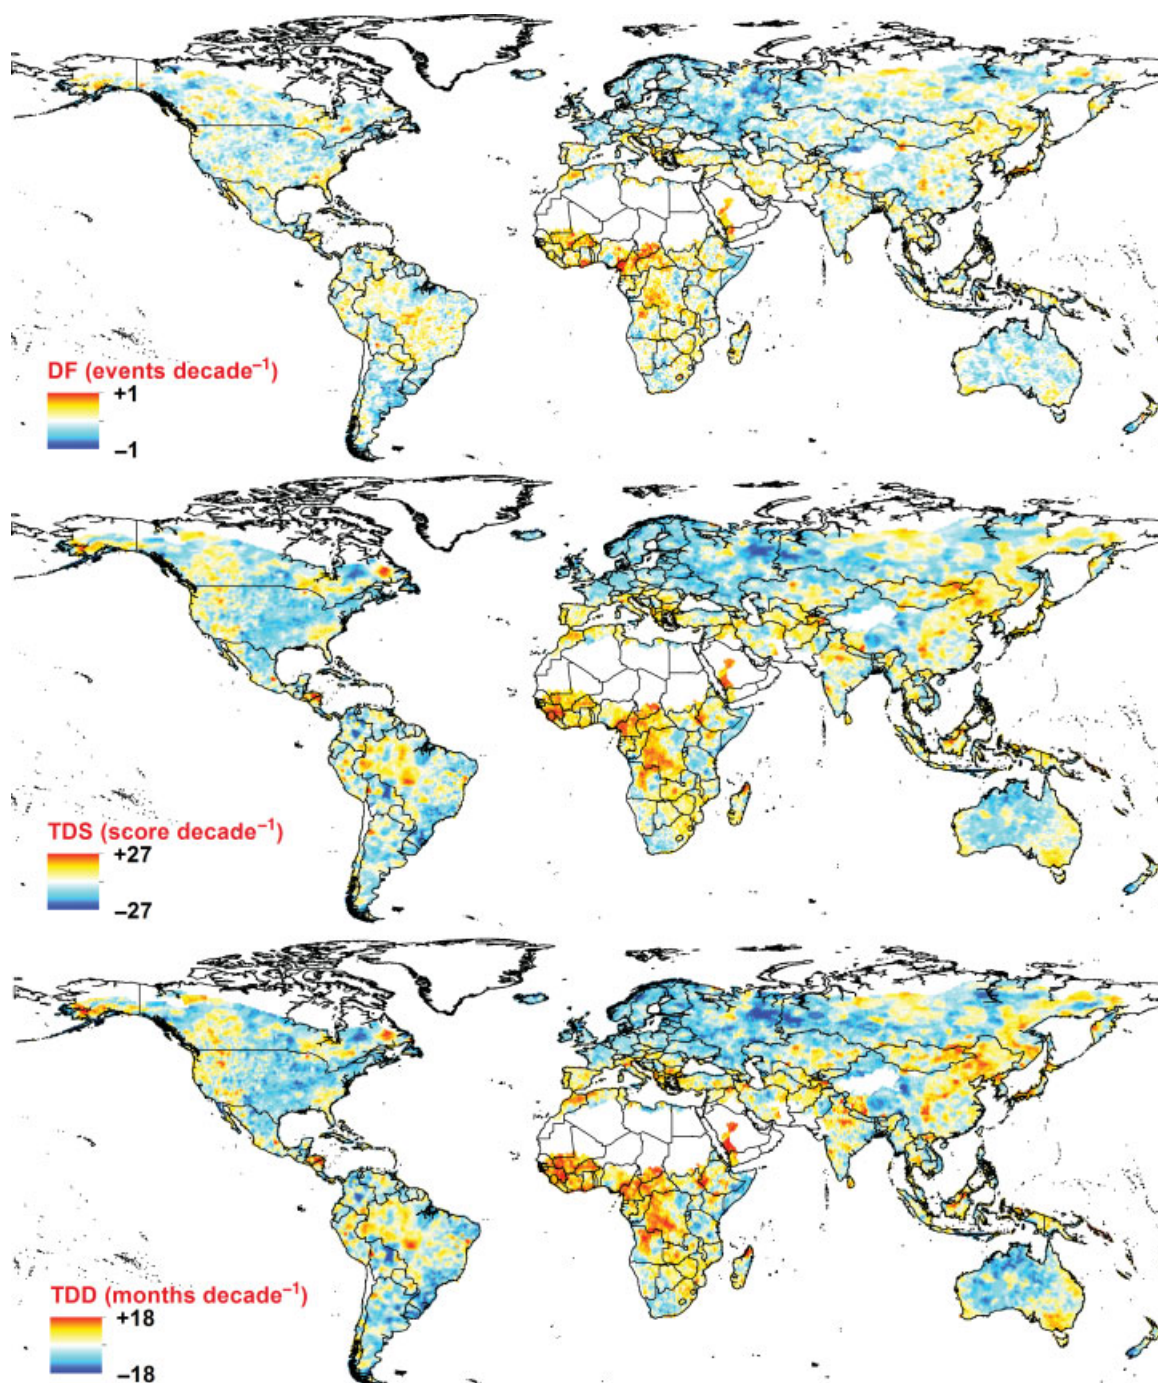 DF (events decade⁻¹)
+1
−1
TDS (score decade⁻¹)
+27
−27
TDD (months decade⁻¹)
+18
−18